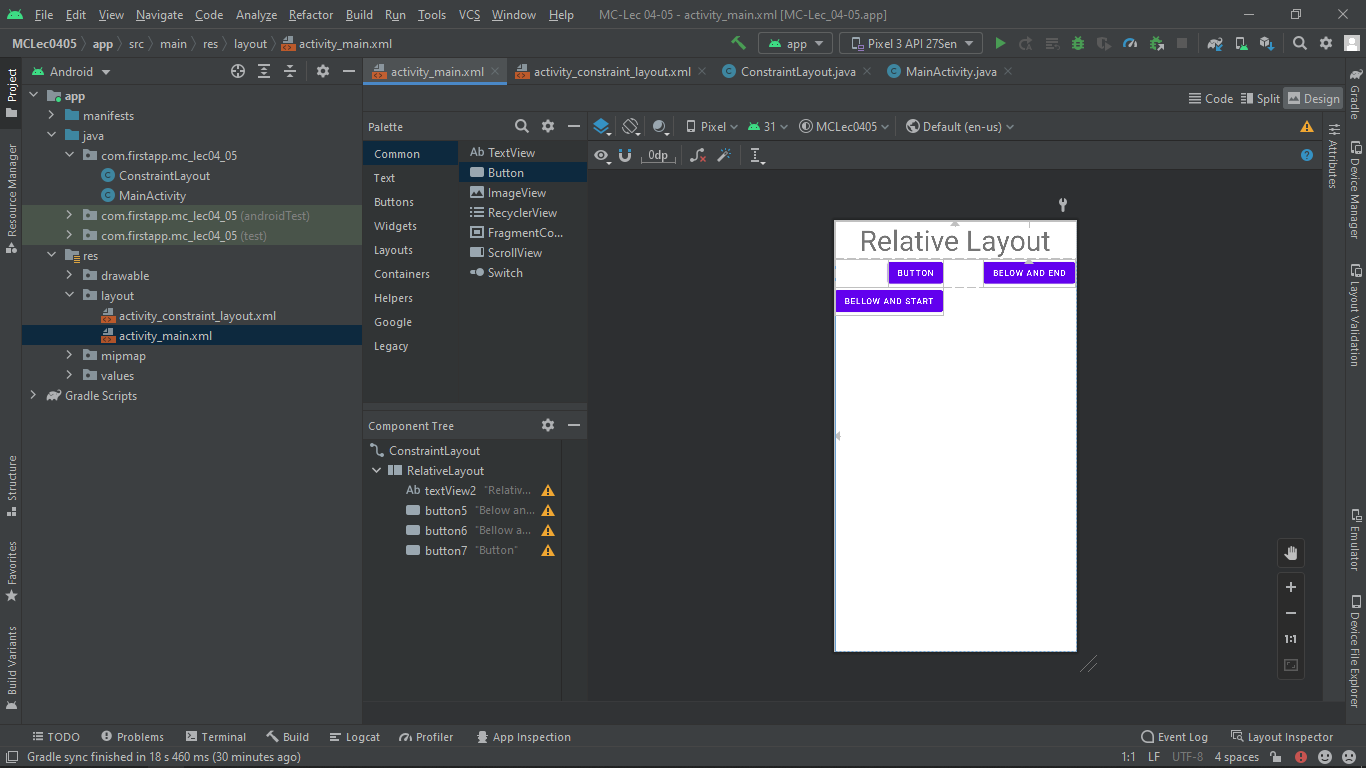 File Edit View Navigate Code Analyze Refactor Build Run Tools VCS Window Help MC-Lec 04-05 - activity_main.xml [MC-Lec_04-05.app]
MCLec0405 app src main res layout activity_main.xml app Pixel 3 API 27Sen
Project
Resource Manager
Structure
Favorites
Build Variants
Android
app
manifests
java
com.firstapp.mc_lec04_05
ConstraintLayout
MainActivity
com.firstapp.mc_lec04_05 (androidTest)
com.firstapp.mc_lec04_05 (test)
res
drawable
layout
activity_constraint_layout.xml
activity_main.xml
mipmap
values
Gradle Scripts
activity_main.xml activity_constraint_layout.xml ConstraintLayout.java MainActivity.java
Code Split Design
Palette
Common
Text
Buttons
Widgets
Layouts
Containers
Helpers
Google
Legacy
Ab TextView
Button
ImageView
RecyclerView
FragmentCo...
ScrollView
Switch
Component Tree
ConstraintLayout
RelativeLayout
Ab textView2 "Relativ...
button5 "Below an...
button6 "Bellow a...
button7 "Button"
Pixel 31 MCLec0405 Default (en-us)
0dp
Relative Layout
BUTTON BELOW AND END
BELLOW AND START
1:1
Attributes
Gradle
Device Manager
Layout Validation
Emulator
Device File Explorer
TODO Problems Terminal Build Logcat Profiler App Inspection Event Log Layout Inspector
Gradle sync finished in 18 s 460 ms (30 minutes ago) 1:1 LF UTF-8 4 spaces